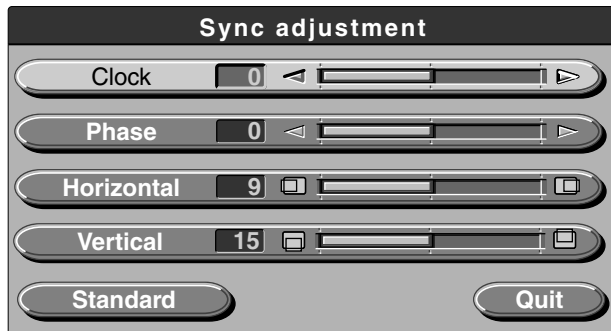 Sync adjustment
Clock 0
Phase 0
Horizontal 9
Vertical 15
Standard Quit